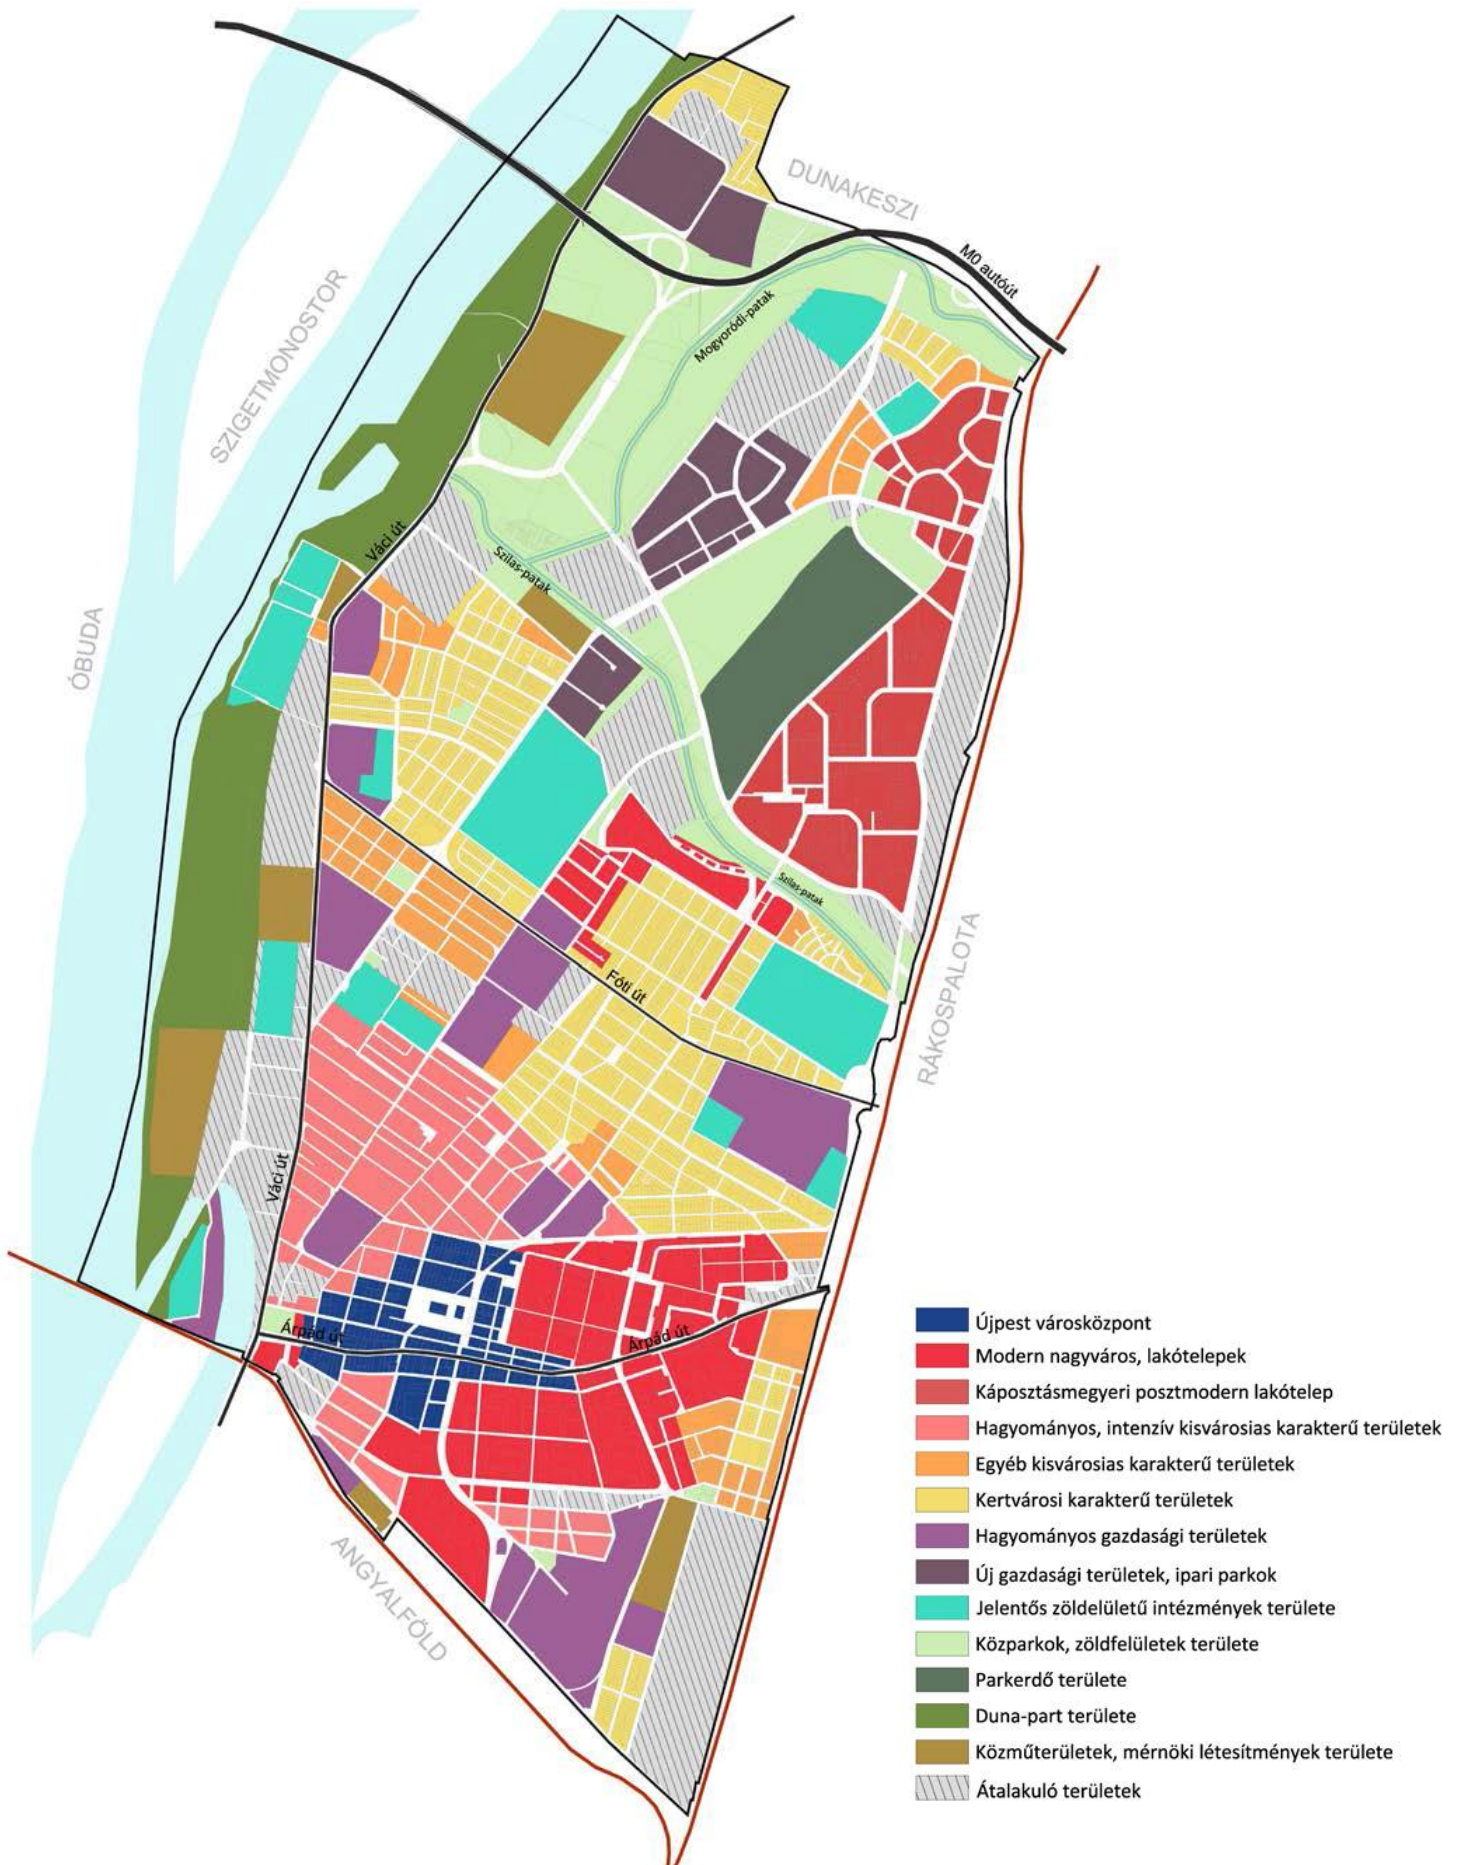 DUNAKESZI
M0 autóút
Mogyoródi-patak
SZIGETMONOSTOR
Váci út
Szilas-patak
ÓBUDA
Szilas-patak
Fóti út
RÁKOSPALOTA
Váci út
Árpád út
Árpád út
ANGYALFÖLD
Újpest városközpont
Modern nagyváros, lakótelepek
Káposztásmegyeri posztmodern lakótelep
Hagyományos, intenzív kisvárosias karakterű területek
Egyéb kisvárosias karakterű területek
Kertvárosi karakterű területek
Hagyományos gazdasági területek
Új gazdasági területek, ipari parkok
Jelentős zöldelületű intézmények területe
Közparkok, zöldfelületek területe
Parkerdő területe
Duna-part területe
Közműterületek, mérnöki létesítmények területe
Átalakuló területek